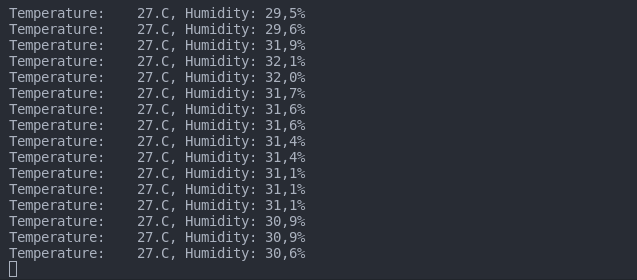 Temperature:    27.C, Humidity: 29,5%
Temperature:    27.C, Humidity: 29,6%
Temperature:    27.C, Humidity: 31,9%
Temperature:    27.C, Humidity: 32,1%
Temperature:    27.C, Humidity: 32,0%
Temperature:    27.C, Humidity: 31,7%
Temperature:    27.C, Humidity: 31,6%
Temperature:    27.C, Humidity: 31,6%
Temperature:    27.C, Humidity: 31,4%
Temperature:    27.C, Humidity: 31,4%
Temperature:    27.C, Humidity: 31,1%
Temperature:    27.C, Humidity: 31,1%
Temperature:    27.C, Humidity: 31,1%
Temperature:    27.C, Humidity: 30,9%
Temperature:    27.C, Humidity: 30,9%
Temperature:    27.C, Humidity: 30,6%